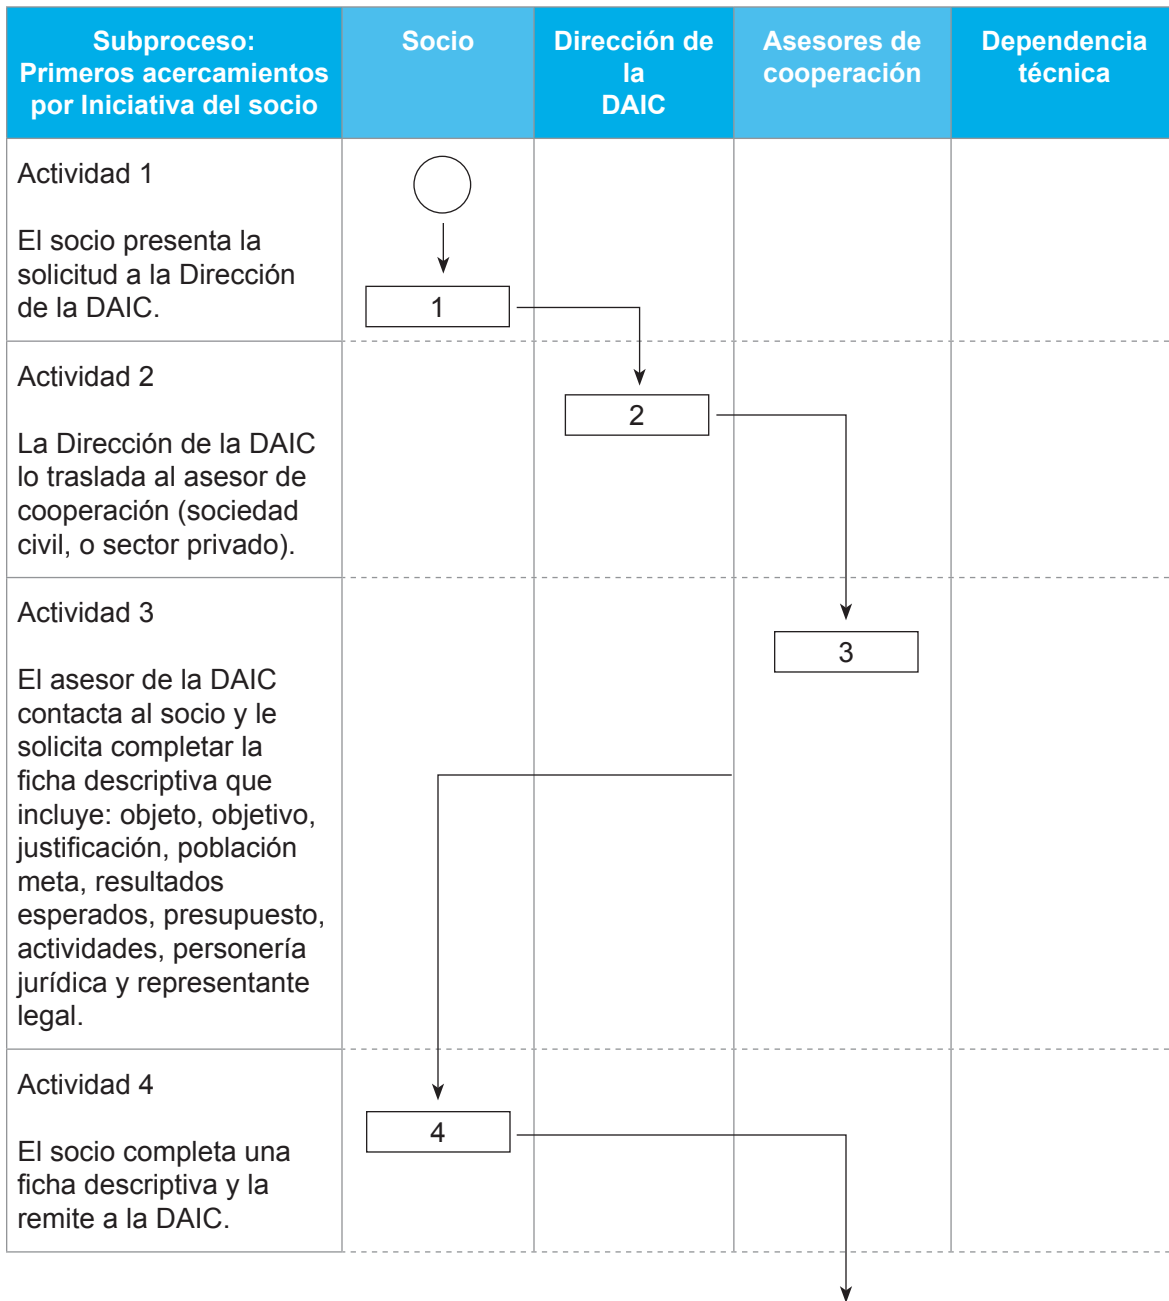 Subproceso:
Primeros acercamientos
por Iniciativa del socio
Socio
Dirección de
la
DAIC
Asesores de
cooperación
Dependencia
técnica
Actividad 1
El socio presenta la
solicitud a la Dirección
de la DAIC.
1
Actividad 2
La Dirección de la DAIC
lo traslada al asesor de
cooperación (sociedad
civil, o sector privado).
2
Actividad 3
El asesor de la DAIC
contacta al socio y le
solicita completar la
ficha descriptiva que
incluye: objeto, objetivo,
justificación, población
meta, resultados
esperados, presupuesto,
actividades, personería
jurídica y representante
legal.
3
Actividad 4
El socio completa una
ficha descriptiva y la
remite a la DAIC.
4